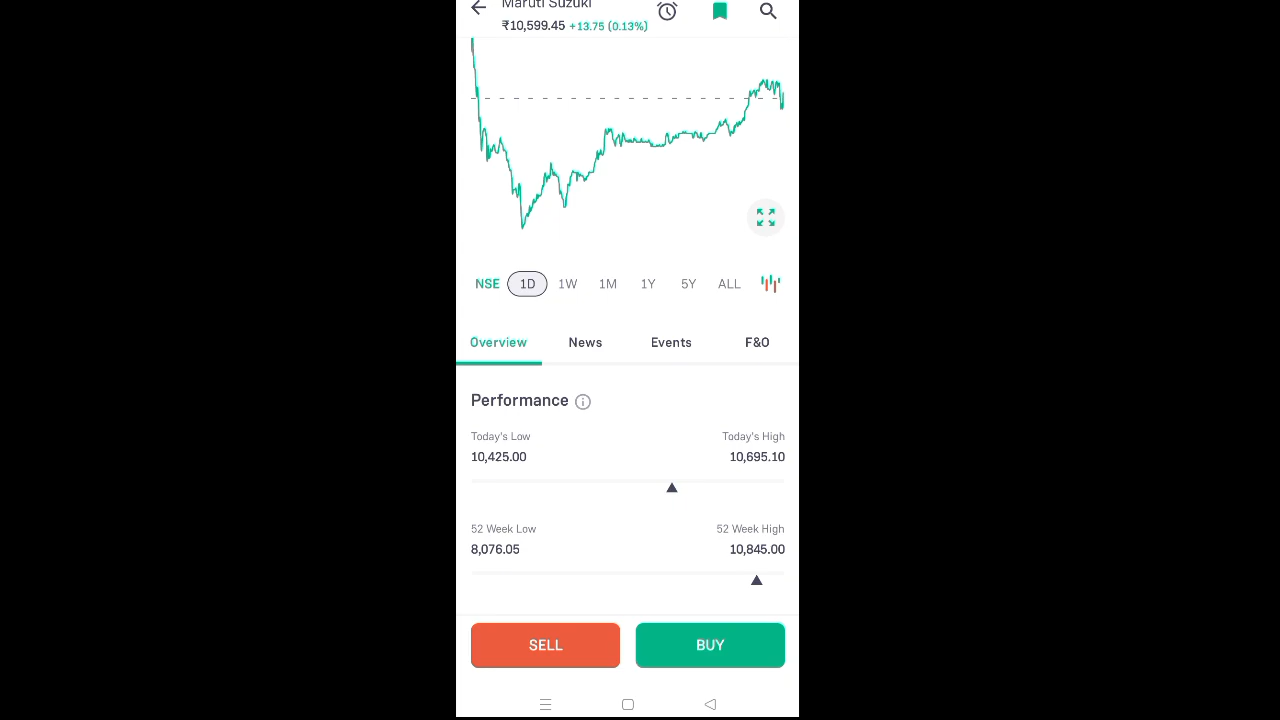 Maruti Suzuki
₹10,599.45 +13.75 (0.13%)
NSE 1D 1W 1M 1Y 5Y ALL
Overview News Events F&O
Performance
Today's Low Today's High
10,425.00 10,695.10
52 Week Low 52 Week High
8,076.05 10,845.00
SELL BUY